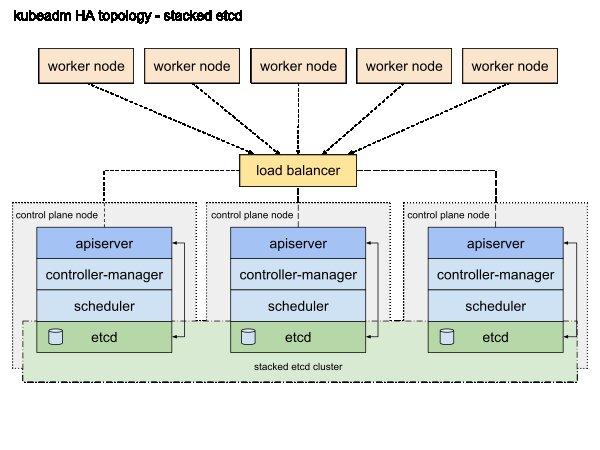 kubeadm HA topology - stacked etcd
worker node worker node worker node worker node worker node
load balancer
control plane node control plane node control plane node
apiserver apiserver apiserver
controller-manager controller-manager controller-manager
scheduler scheduler scheduler
etcd etcd etcd
stacked etcd cluster